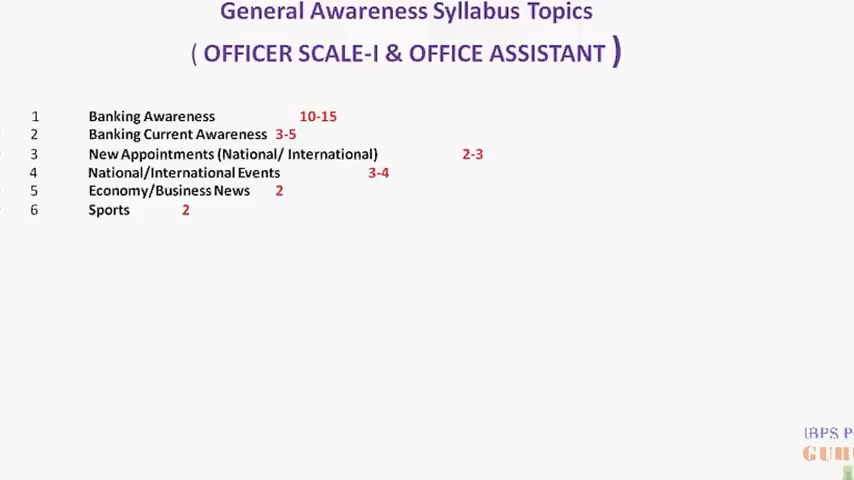 General Awareness Syllabus Topics
( OFFICER SCALE-I & OFFICE ASSISTANT )
1 Banking Awareness 10-15
2 Banking Current Awareness 3-5
3 New Appointments (National/ International) 2-3
4 National/International Events 3-4
5 Economy/Business News 2
6 Sports 2
IBPS P
GURU